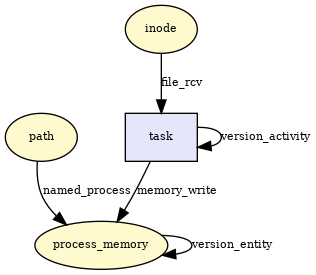 inode
file_rcv
path
task
version_activity
named_process
memory_write
process_memory
version_entity